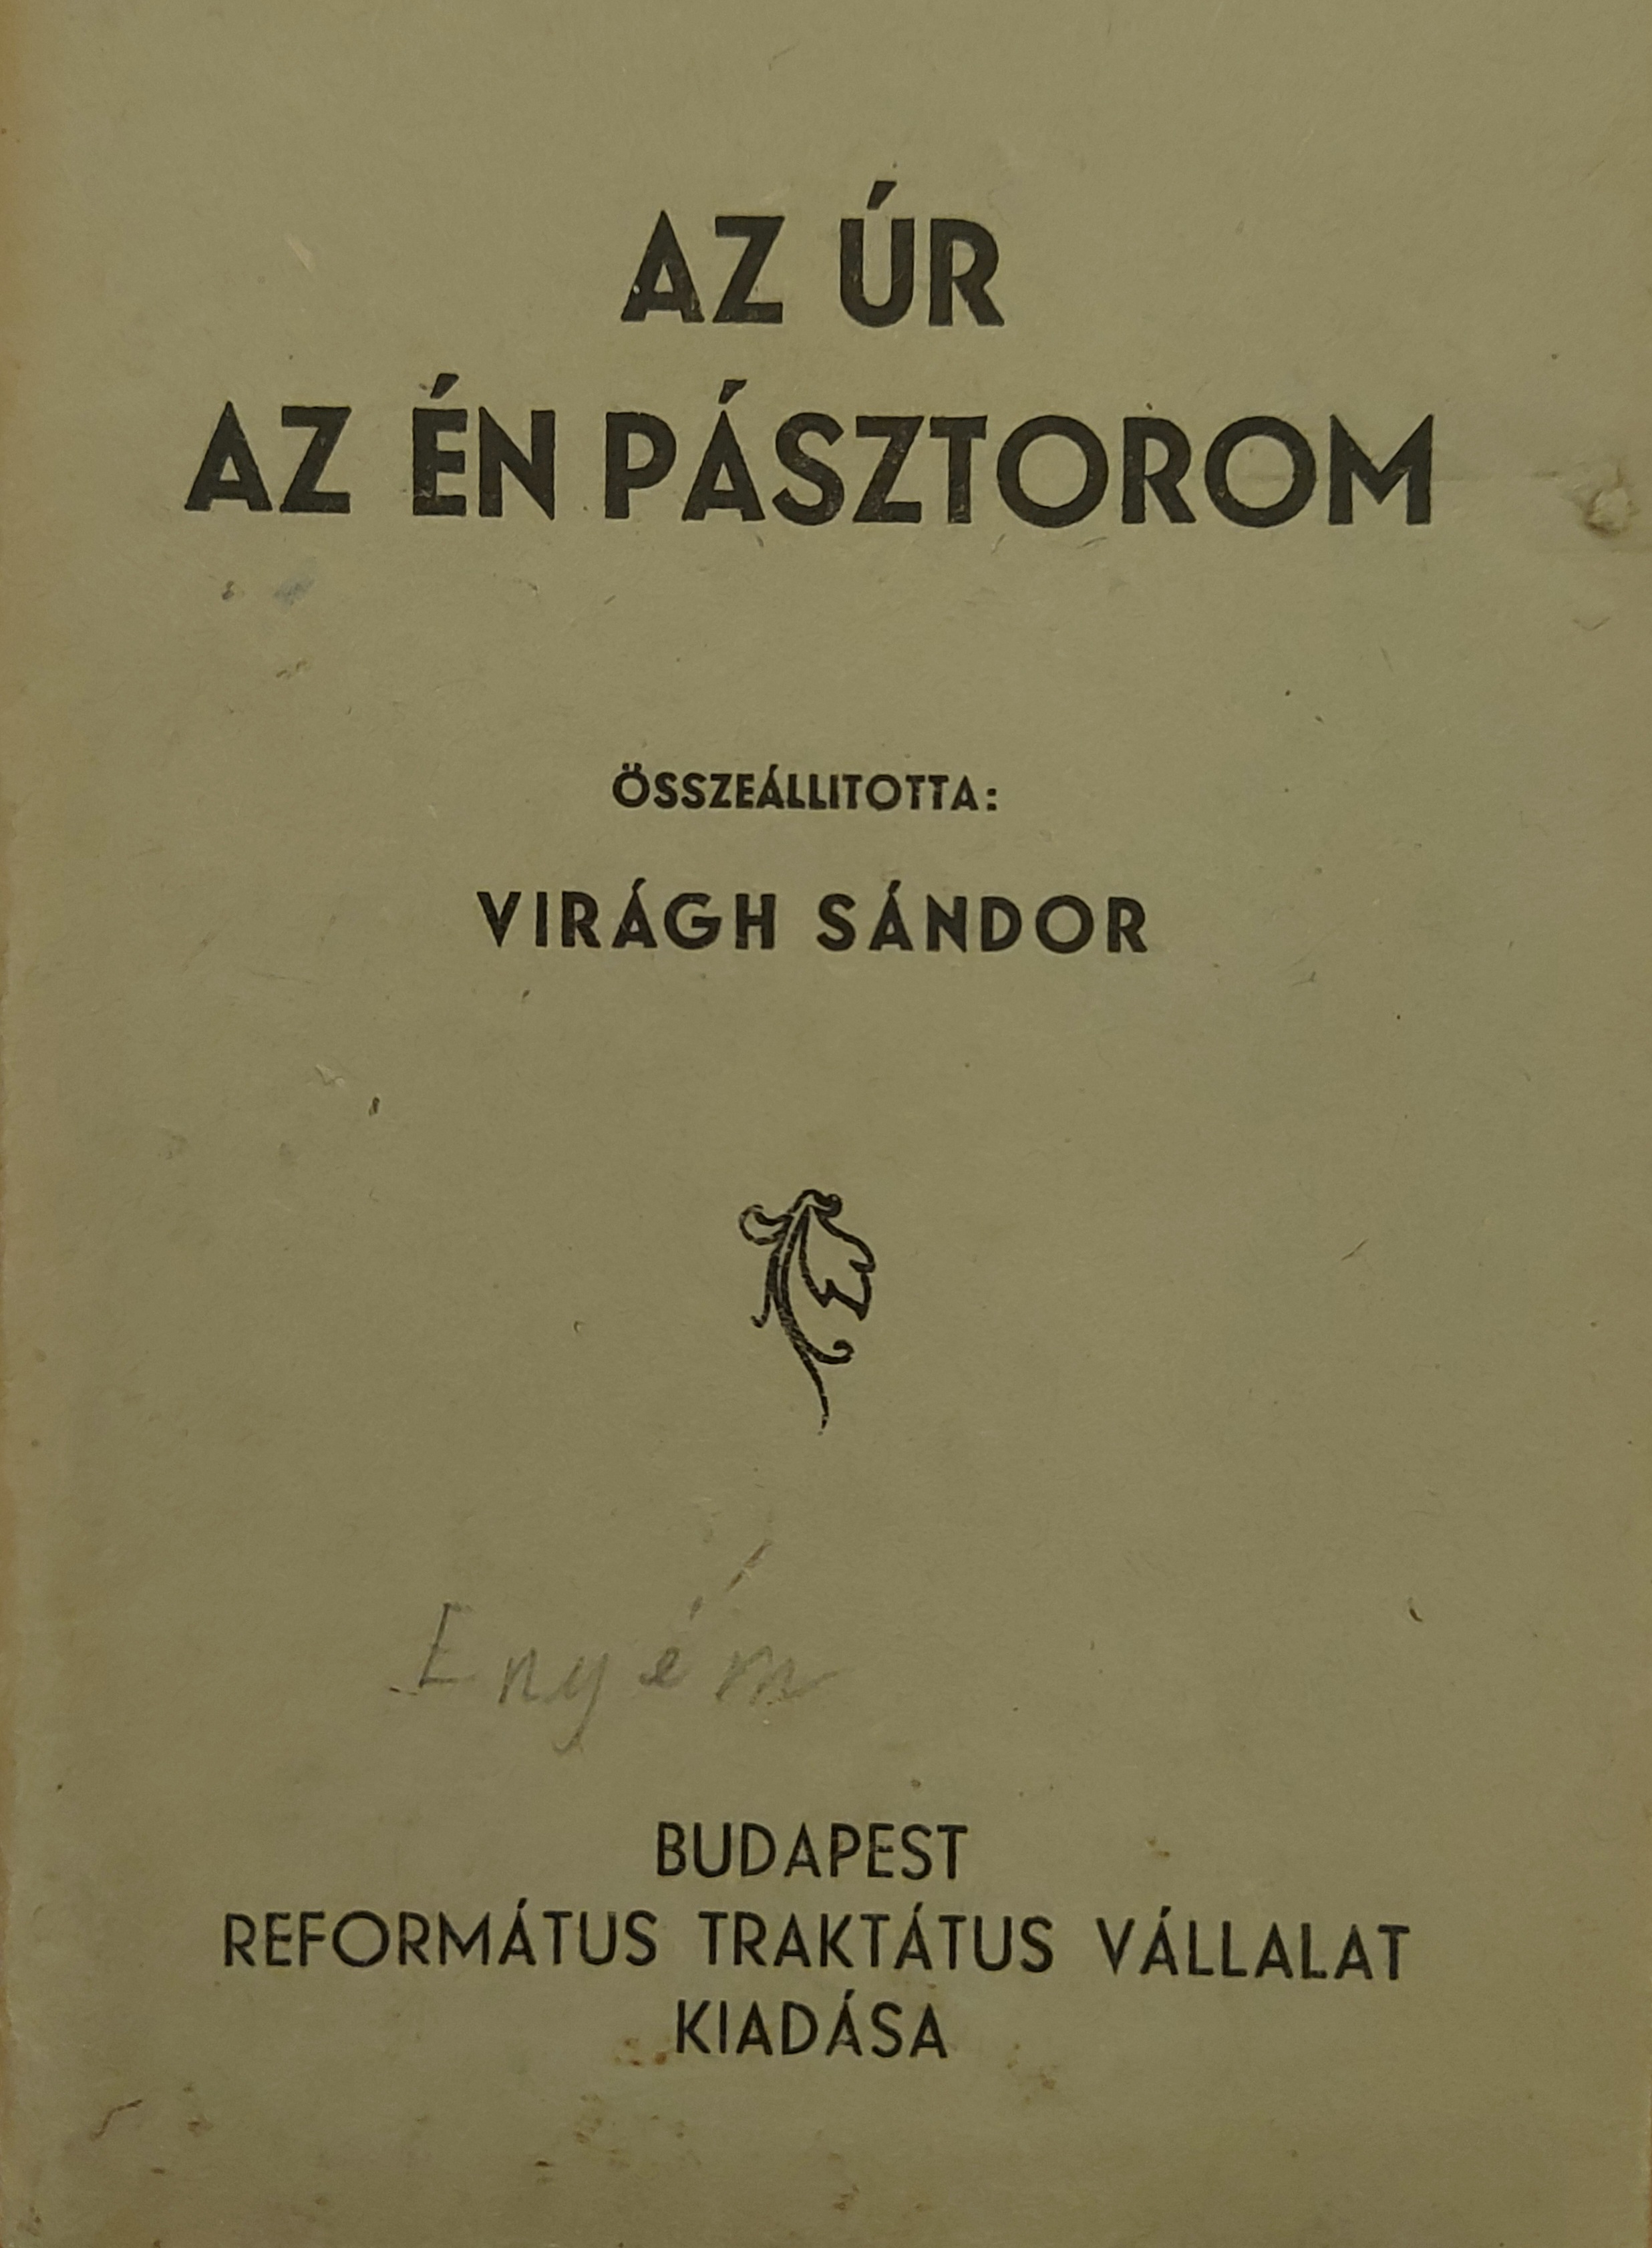 AZ ÚR
AZ ÉN PÁSZTOROM
ÖSSZEÁLLITOTTA:
VIRÁGH SÁNDOR
Enyém
BUDAPEST
REFORMÁTUS TRAKTÁTUS VÁLLALAT
KIADÁSA